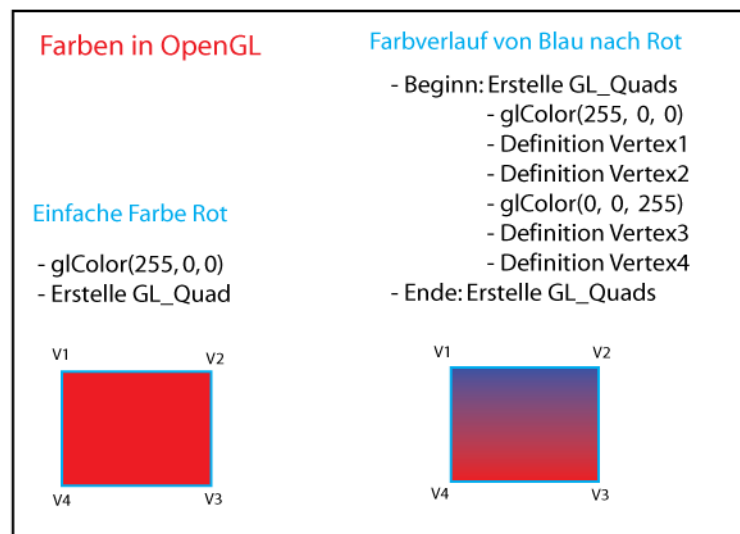 Farben in OpenGL
Einfache Farbe Rot
- glColor(255, 0, 0)
- Erstelle GL_Quad
V1
V2
V4
V3
Farbverlauf von Blau nach Rot
- Beginn: Erstelle GL_Quads
- glColor(255, 0, 0)
- Definition Vertex1
- Definition Vertex2
- glColor(0, 0, 255)
- Definition Vertex3
- Definition Vertex4
- Ende: Erstelle GL_Quads
V1
V2
V4
V3